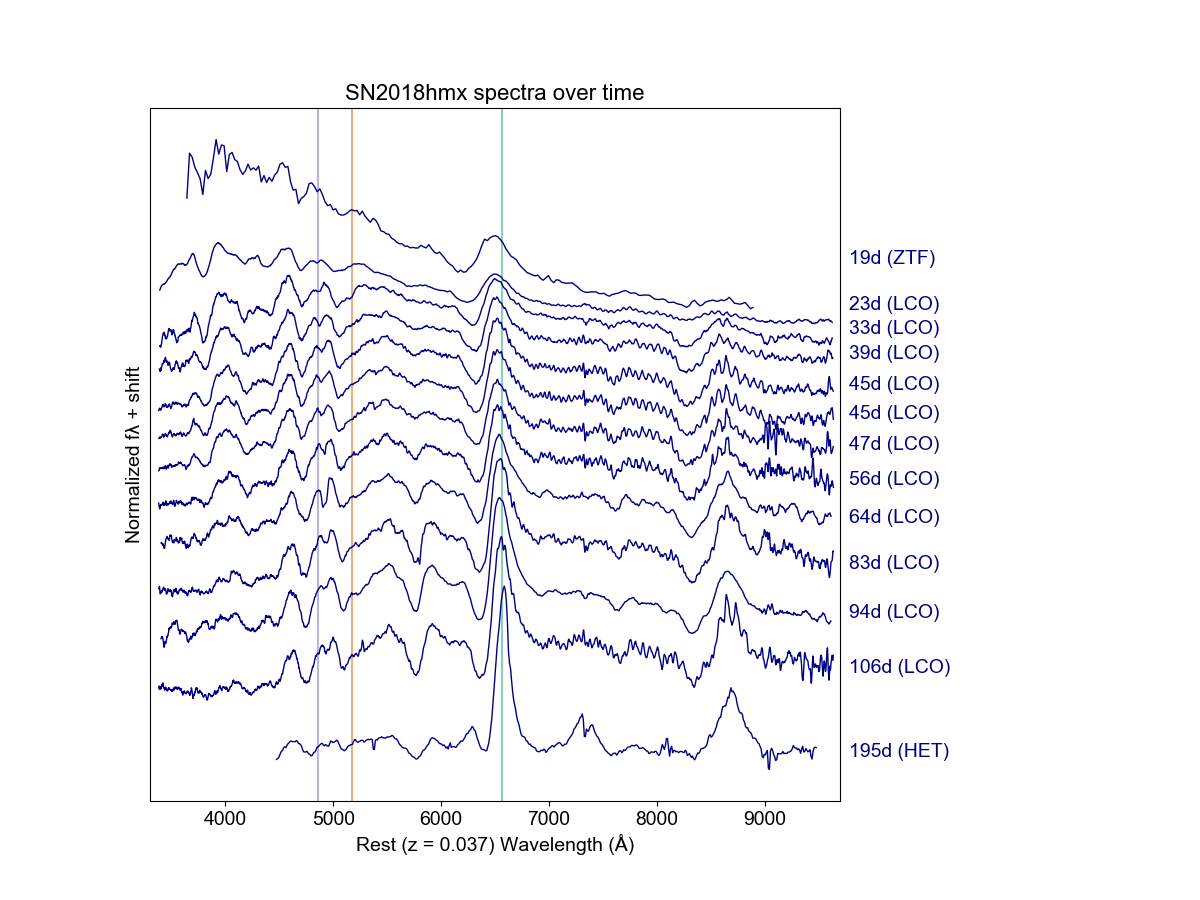 SN2018hmx spectra over time
Normalized fλ + shift
19d (ZTF)
23d (LCO)
33d (LCO)
39d (LCO)
45d (LCO)
45d (LCO)
47d (LCO)
56d (LCO)
64d (LCO)
83d (LCO)
94d (LCO)
106d (LCO)
195d (HET)
4000 5000 6000 7000 8000 9000
Rest (z = 0.037) Wavelength (Å)